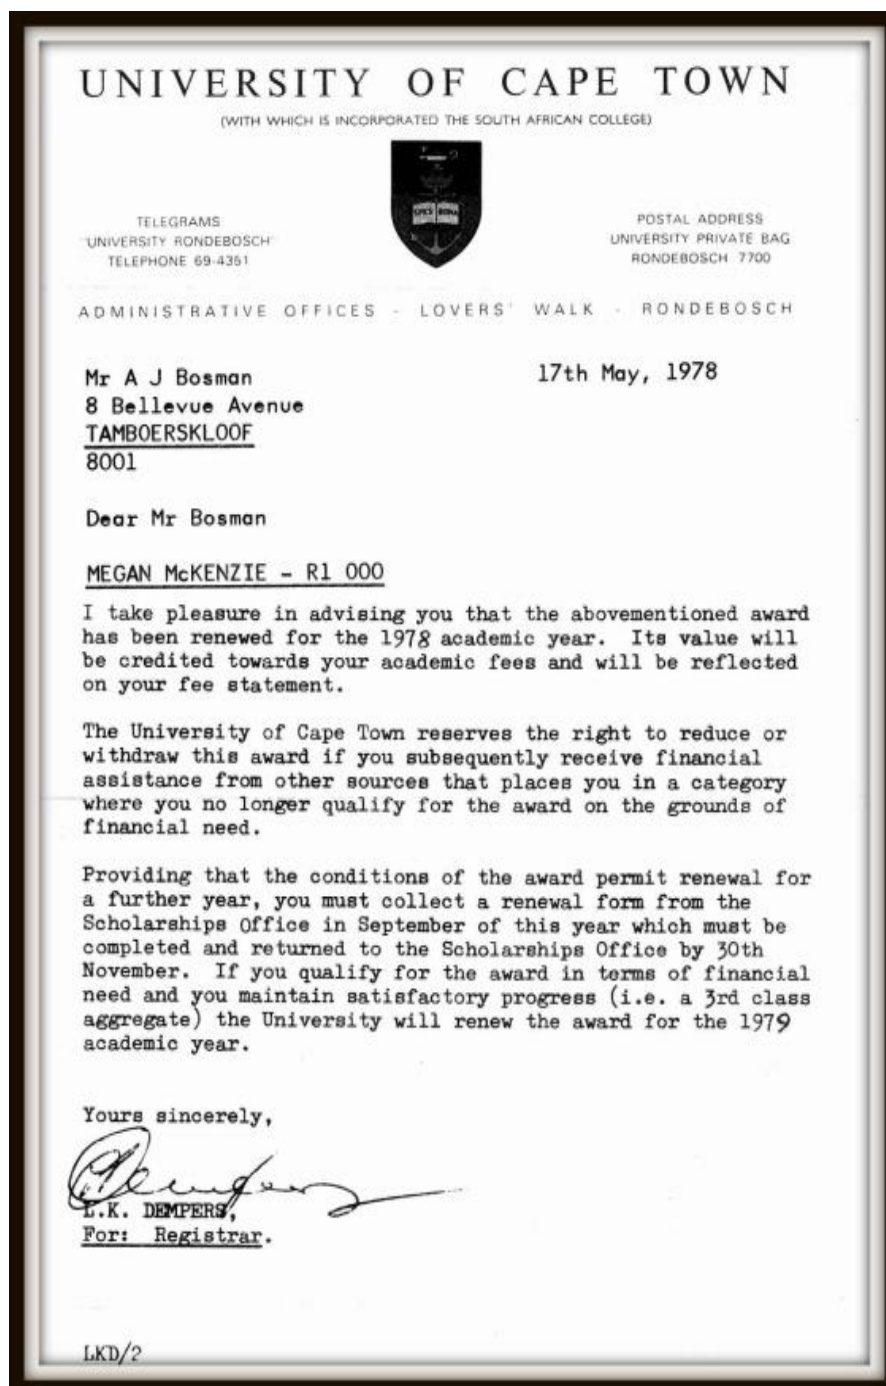 UNIVERSITY OF CAPE TOWN
(WITH WHICH IS INCORPORATED THE SOUTH AFRICAN COLLEGE)
SPES BONA
TELEGRAMS
"UNIVERSITY RONDEBOSCH"
TELEPHONE 69-4351
POSTAL ADDRESS
UNIVERSITY PRIVATE BAG
RONDEBOSCH 7700
ADMINISTRATIVE OFFICES - LOVERS' WALK - RONDEBOSCH
Mr A J Bosman
17th May, 1978
8 Bellevue Avenue
TAMBOERSKLOOF
8001
Dear Mr Bosman
MEGAN McKENZIE - R1 000
I take pleasure in advising you that the abovementioned award
has been renewed for the 1978 academic year. Its value will
be credited towards your academic fees and will be reflected
on your fee statement.
The University of Cape Town reserves the right to reduce or
withdraw this award if you subsequently receive financial
assistance from other sources that places you in a category
where you no longer qualify for the award on the grounds of
financial need.
Providing that the conditions of the award permit renewal for
a further year, you must collect a renewal form from the
Scholarships Office in September of this year which must be
completed and returned to the Scholarships Office by 30th
November. If you qualify for the award in terms of financial
need and you maintain satisfactory progress (i.e. a 3rd class
aggregate) the University will renew the award for the 1979
academic year.
Yours sincerely,
Dempers
L.K. DEMPERS,
For: Registrar.
LKD/?